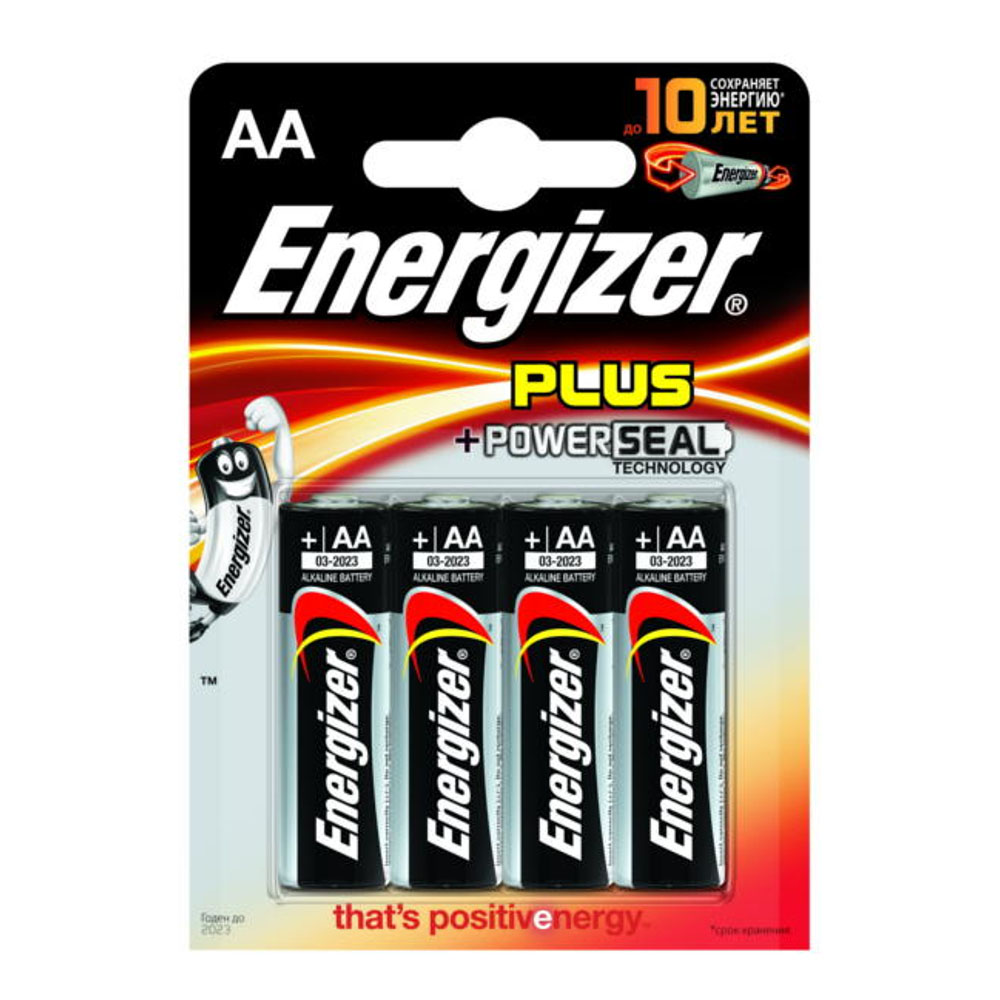 AA
до 10 СОХРАНЯЕТ
ЭНЕРГИЮ*
ЛЕТ
Energizer
Energizer®
PLUS
+POWERSEAL
TECHNOLOGY
Energizer.
TM
+ AA
03-2023
ALKALINE BATTERY
Energizer®
+ AA
03-2023
ALKALINE BATTERY
Energizer®
+ AA
03-2023
ALKALINE BATTERY
Energizer®
+ AA
03-2023
ALKALINE BATTERY
Energizer®
that's positivenergy™
Годен до
2023
*срок хранения